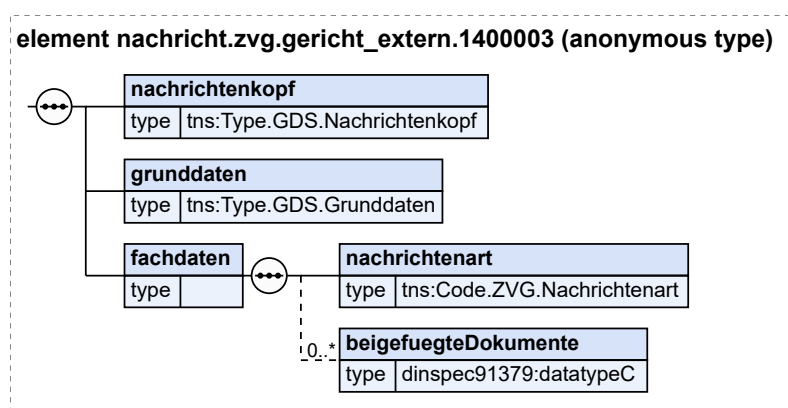 element nachricht.zvg.gericht_extern.1400003 (anonymous type)
nachrichtenkopf
type tns:Type.GDS.Nachrichtenkopf
grunddaten
type tns:Type.GDS.Grunddaten
fachdaten
type
nachrichtenart
type tns:Code.ZVG.Nachrichtenart
0..*
beigefuegteDokumente
type dinspec91379:datatypeC